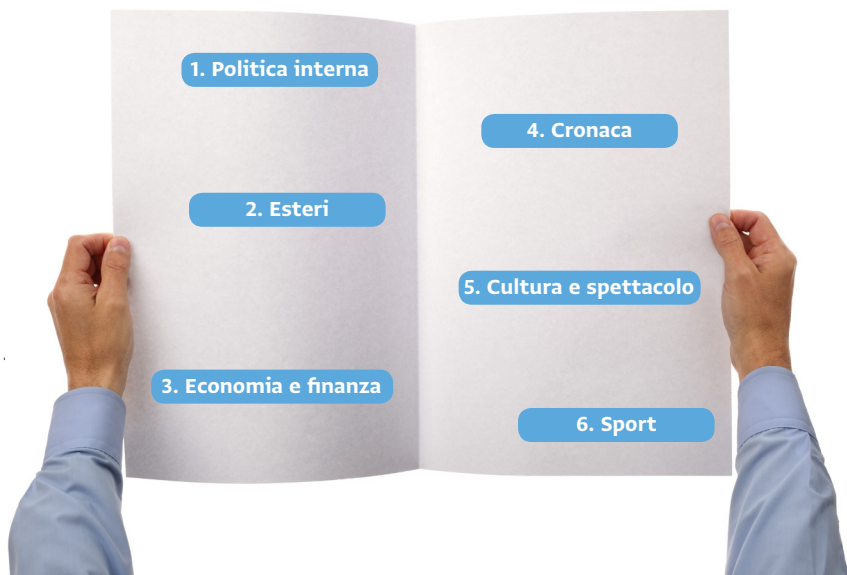 1. Politica interna
2. Esteri
3. Economia e finanza
4. Cronaca
5. Cultura e spettacolo
6. Sport